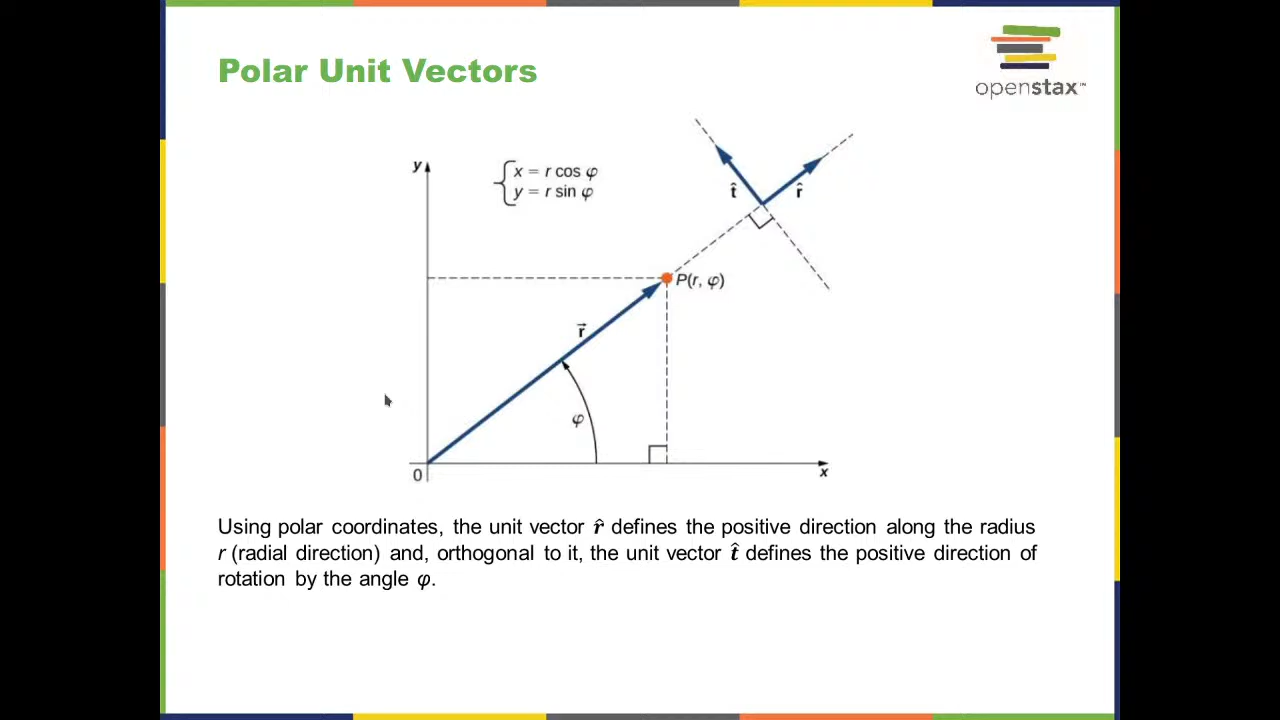 Polar Unit Vectors
openstax™
y
x = r cos φ
y = r sin φ
t̂
r̂
P(r, φ)
r⃗
φ
0
x
Using polar coordinates, the unit vector r̂ defines the positive direction along the radius
r (radial direction) and, orthogonal to it, the unit vector t̂ defines the positive direction of
rotation by the angle φ.